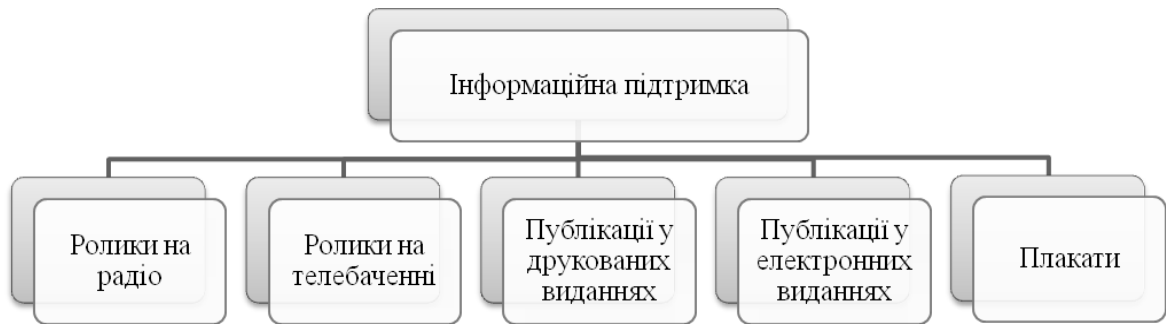 Інформаційна підтримка
Ролики на
радіо
Ролики на
телебаченні
Публікації у
друкованих
виданнях
Публікації у
електронних
виданнях
Плакати